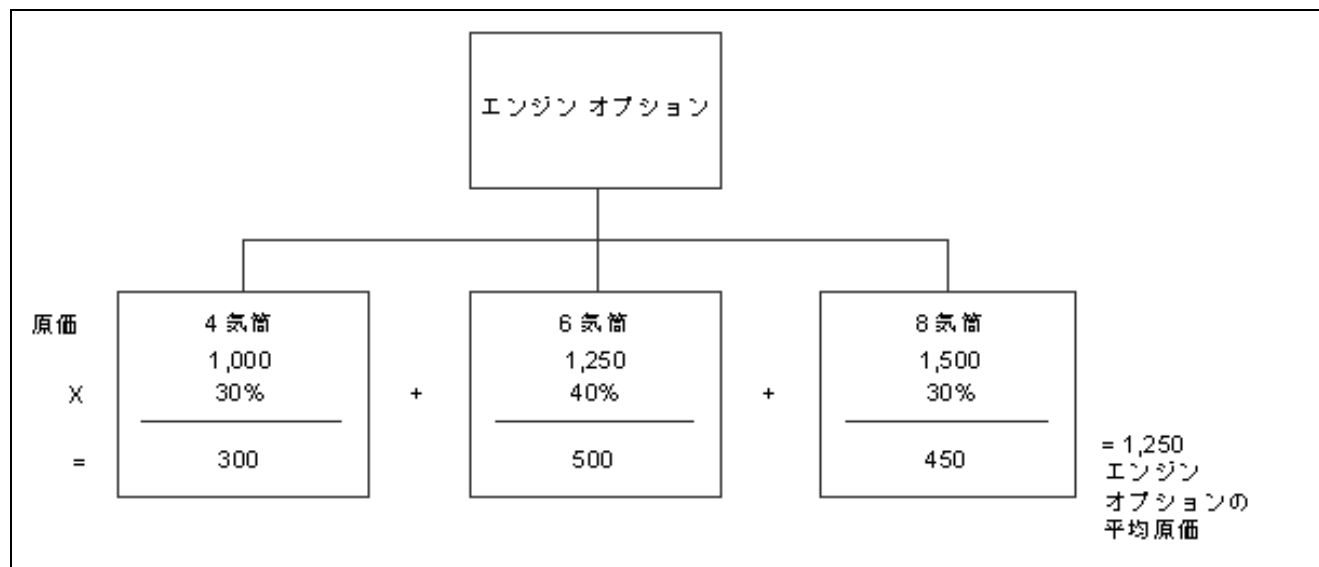 エンジン オプション
原価
4 気筒
1,000
X
30%
=
300
+
6 気筒
1,250
40%
500
+
8 気筒
1,500
30%
450
= 1,250
エンジン
オプションの
平均原価